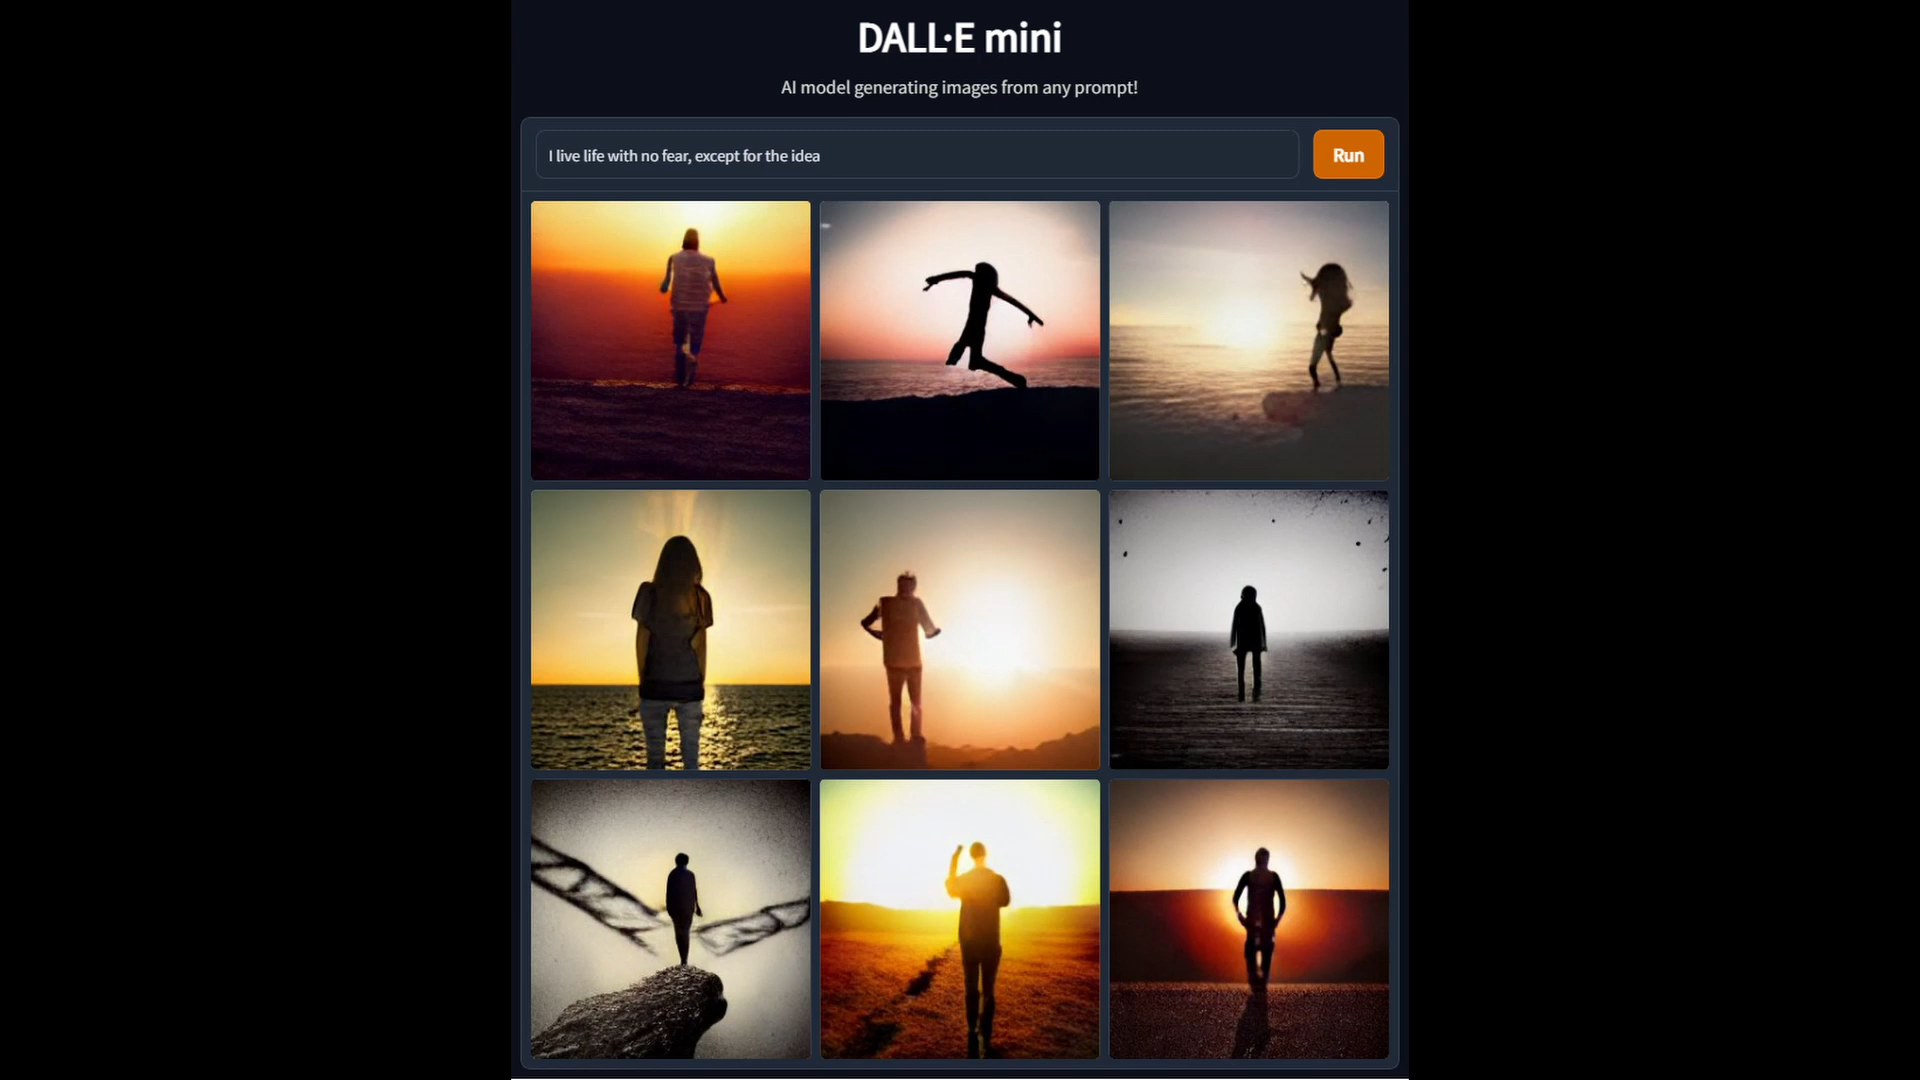 DALL·E mini
AI model generating images from any prompt!
I live life with no fear, except for the idea
Run